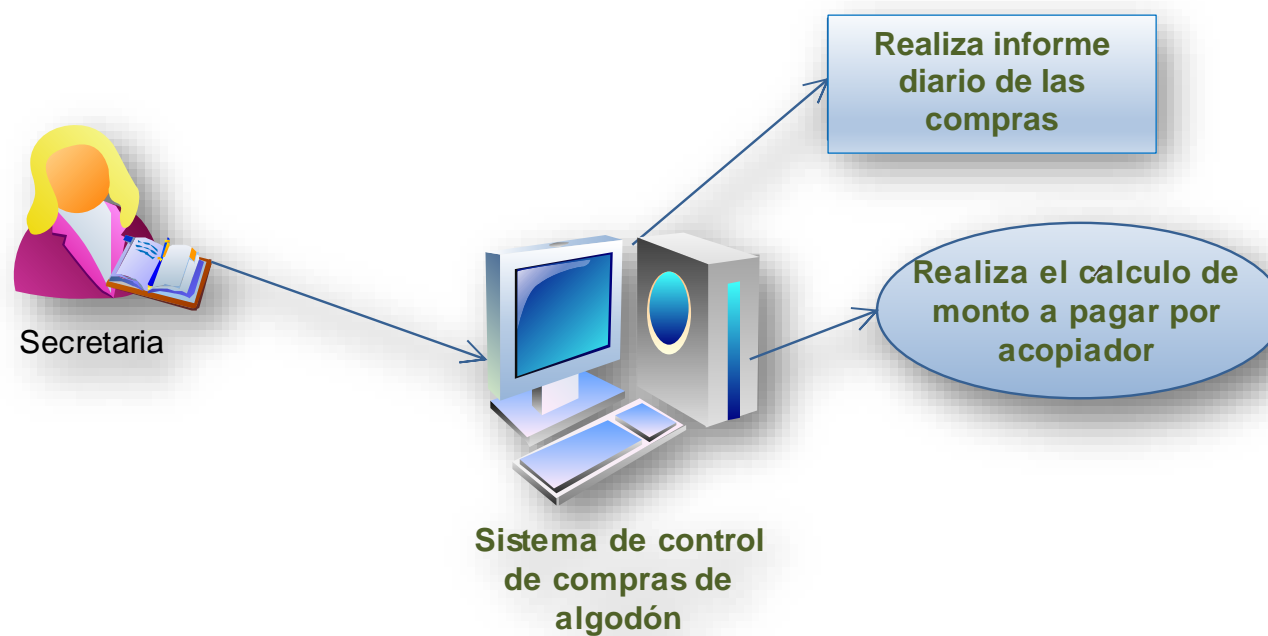 Realiza informe
diario de las
compras
Secretaria
Realiza el cálculo de
monto a pagar por
acopiador
Sistema de control
de compras de
algodón